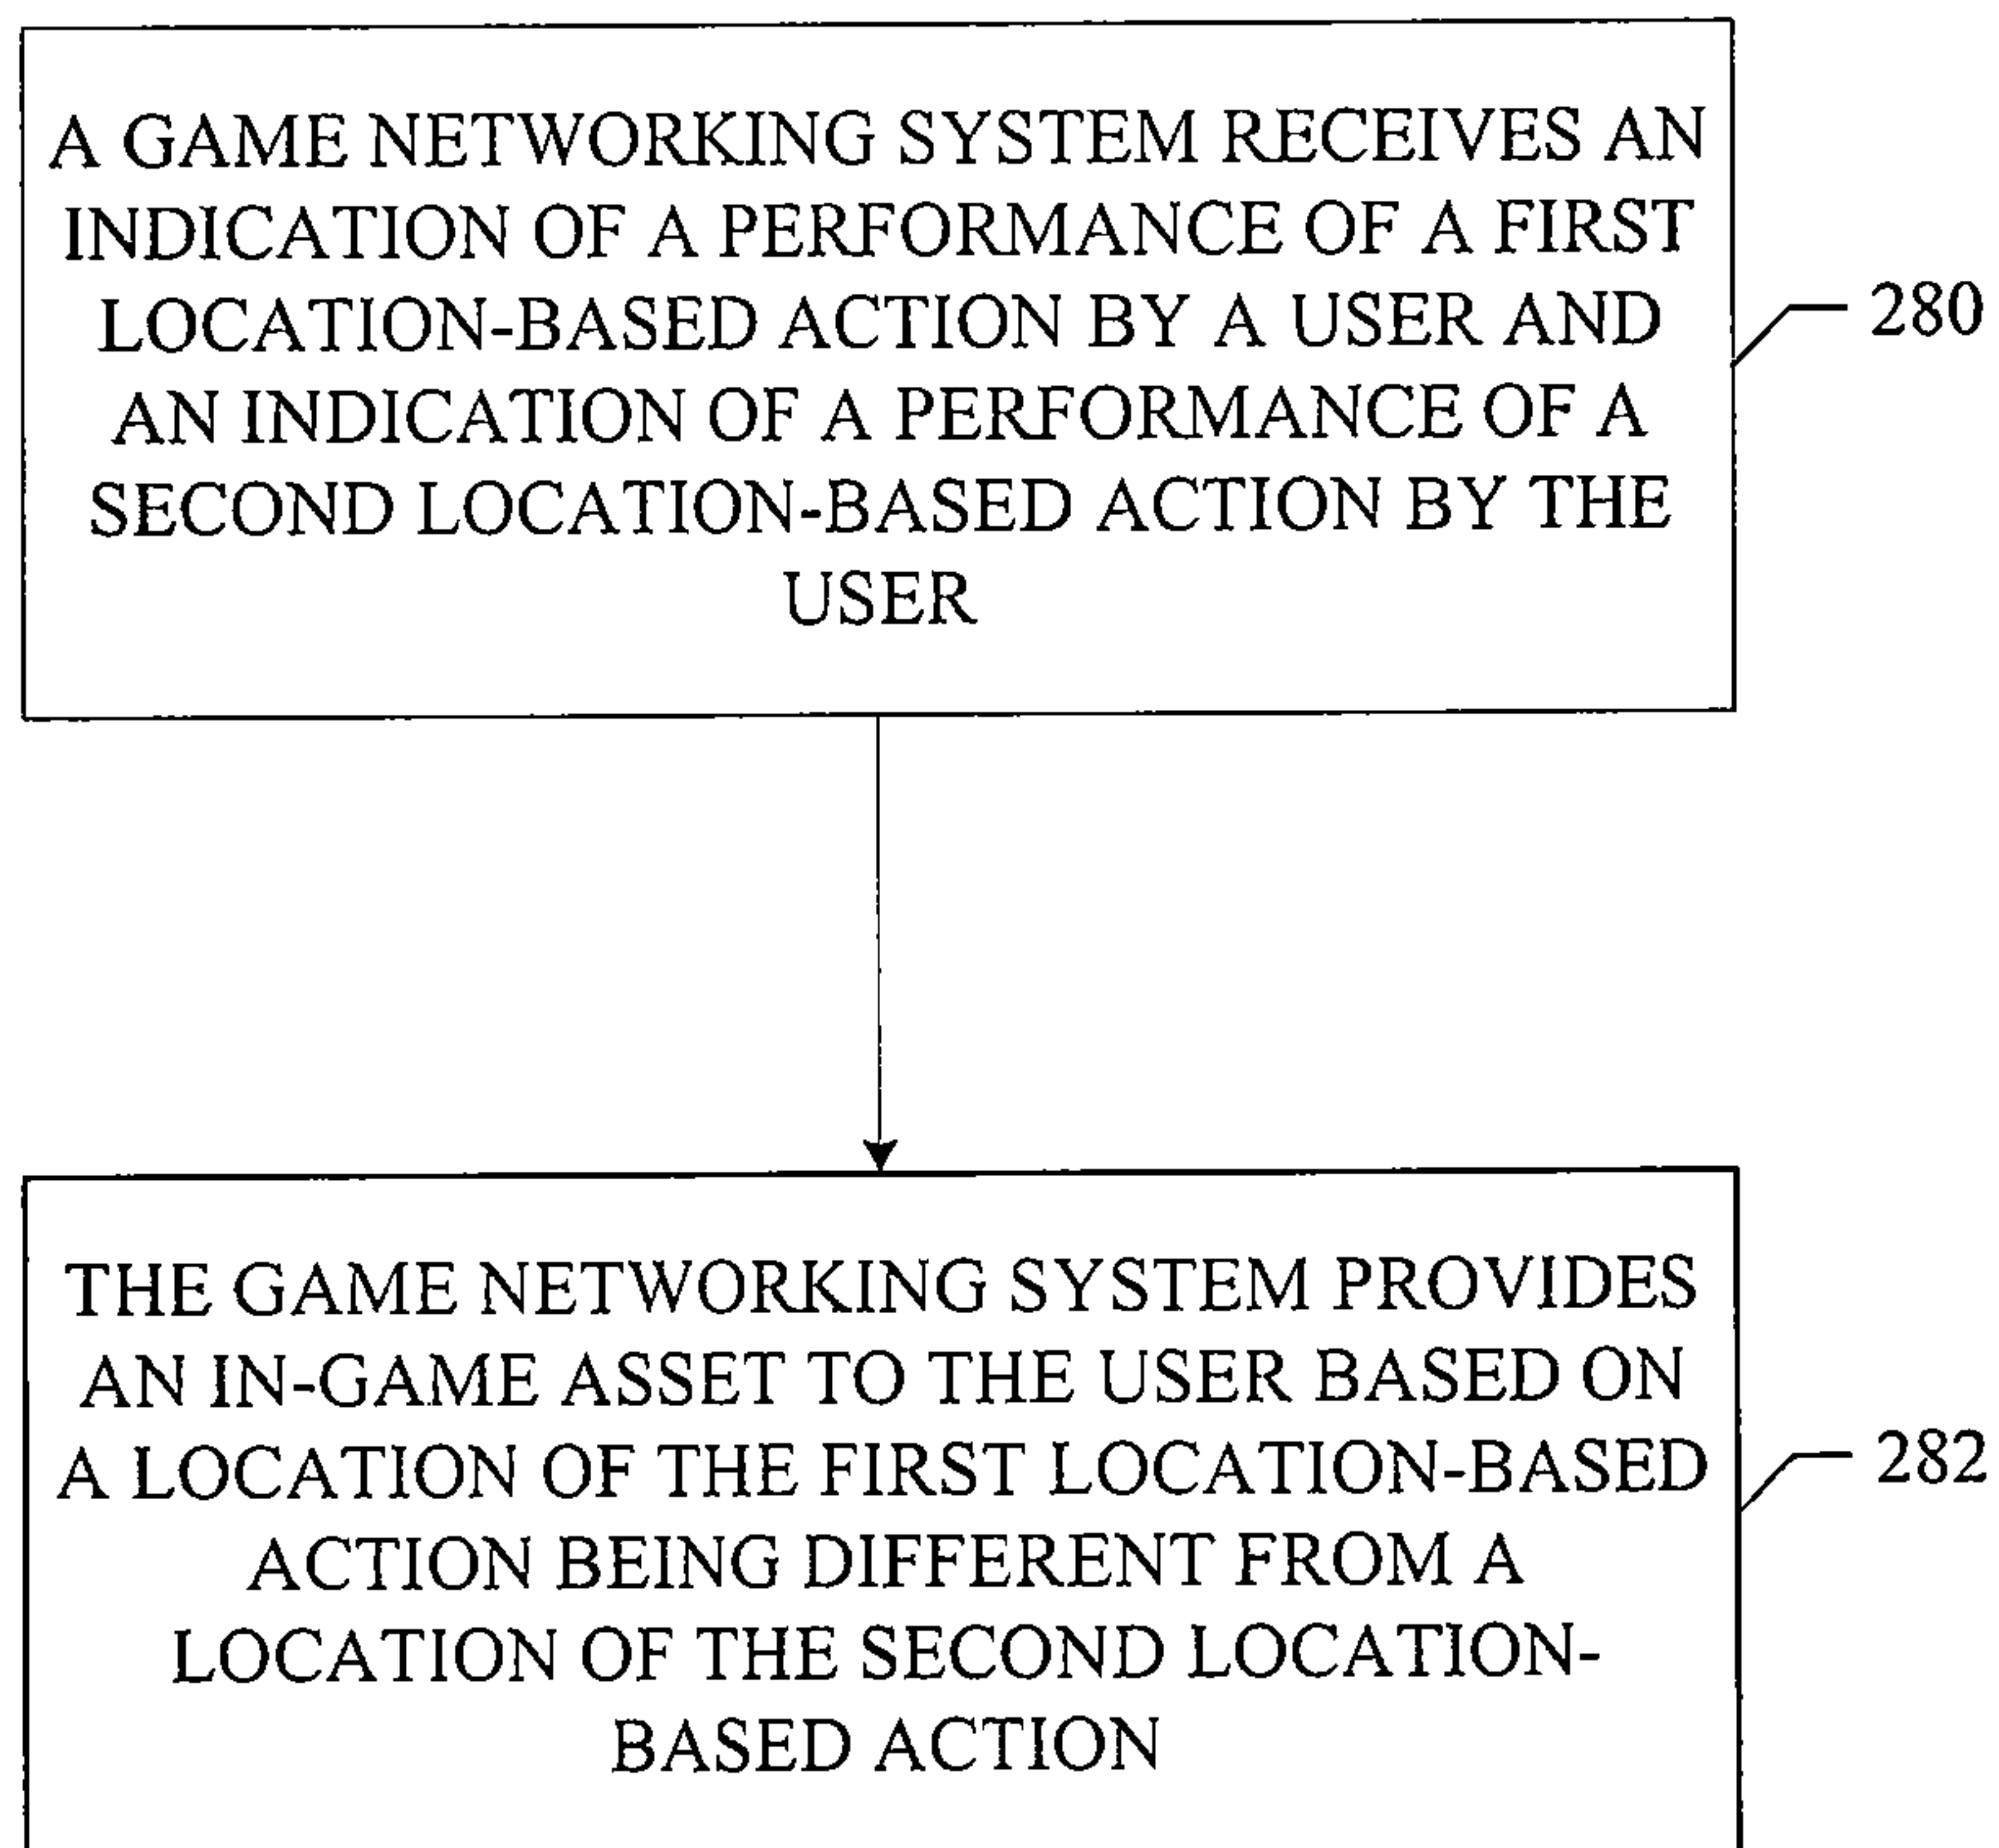 A GAME NETWORKING SYSTEM RECEIVES AN
INDICATION OF A PERFORMANCE OF A FIRST
LOCATION-BASED ACTION BY A USER AND
AN INDICATION OF A PERFORMANCE OF A
SECOND LOCATION-BASED ACTION BY THE
USER
280
THE GAME NETWORKING SYSTEM PROVIDES
AN IN-GAME ASSET TO THE USER BASED ON
A LOCATION OF THE FIRST LOCATION-BASED
ACTION BEING DIFFERENT FROM A
LOCATION OF THE SECOND LOCATION-
BASED ACTION
282